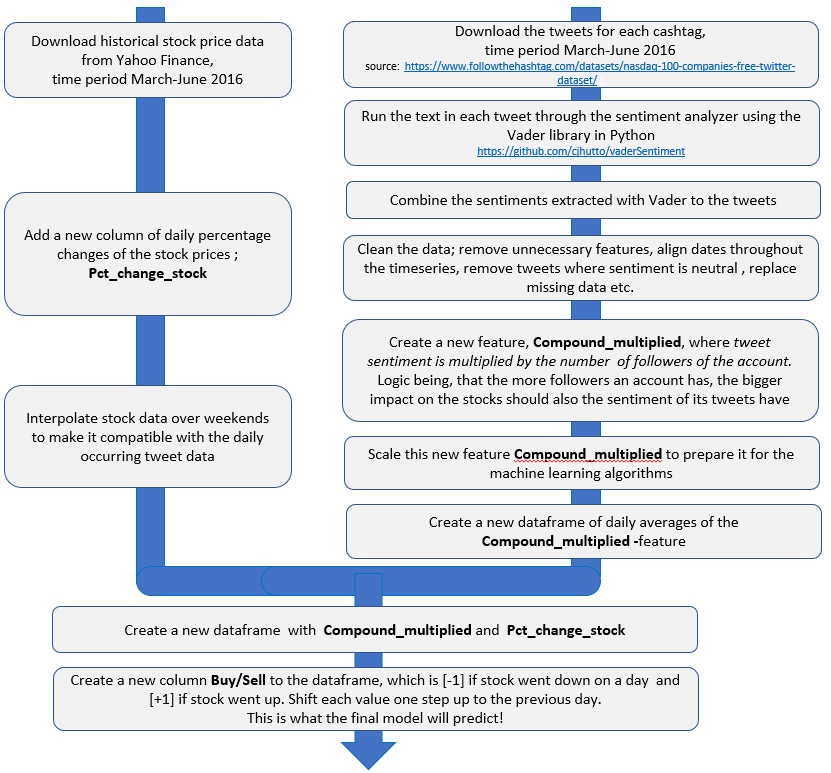 Download historical stock price data
from Yahoo Finance,
time period March-June 2016
Add a new column of daily percentage
changes of the stock prices ;
Pct_change_stock
Interpolate stock data over weekends
to make it compatible with the daily
occurring tweet data
Download the tweets for each cashtag,
time period March-June 2016
source: https://www.followthehashtag.com/datasets/nasdaq-100-companies-free-twitter-
dataset/
Run the text in each tweet through the sentiment analyzer using the
Vader library in Python
https://github.com/cjhutto/vaderSentiment
Combine the sentiments extracted with Vader to the tweets
Clean the data; remove unnecessary features, align dates throughout
the timeseries, remove tweets where sentiment is neutral , replace
missing data etc.
Create a new feature, Compound_multiplied, where tweet
sentiment is multiplied by the number of followers of the account.
Logic being, that the more followers an account has, the bigger
impact on the stocks should also the sentiment of its tweets have
Scale this new feature Compound_multiplied to prepare it for the
machine learning algorithms
Create a new dataframe of daily averages of the
Compound_multiplied -feature
Create a new dataframe with Compound_multiplied and Pct_change_stock
Create a new column Buy/Sell to the dataframe, which is [-1] if stock went down on a day and
[+1] if stock went up. Shift each value one step up to the previous day.
This is what the final model will predict!